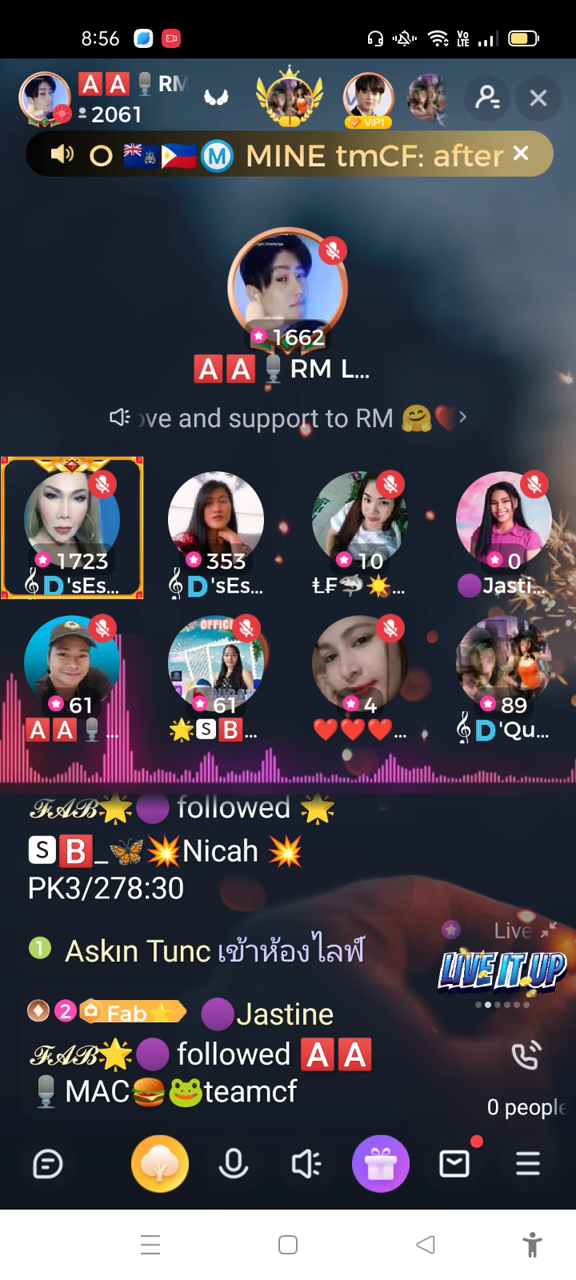 8:56
VoLTE
🅰🅰🎙RM
2061
VIP1
O 🇦🇨🇵🇭Ⓜ MINE tmCF: after
1662
🅰🅰🎙RM L...
ove and support to RM 🤗❤
1723 353 10 0
𝄞D'sEs... 𝄞D'sEs... ⱠF🦈☀... 🟣Jasti...
OFFICI
61 61 4 89
🅰🅰🎙... 🌟🆂🅱... ❤❤❤... 𝄞D'Qu...
ℱ𝒜ℬ🌟🟣 followed 🌟
🆂🅱_🦋💥Nicah 💥
PK3/278:30
1 Askın Tunc เข้าห้องไลฟ์
Live
LIVE IT UP
2 Fab⭐ 🟣Jastine
ℱ𝒜ℬ🌟🟣 followed 🅰🅰
🎙MAC🍔🐸teamcf
0 people